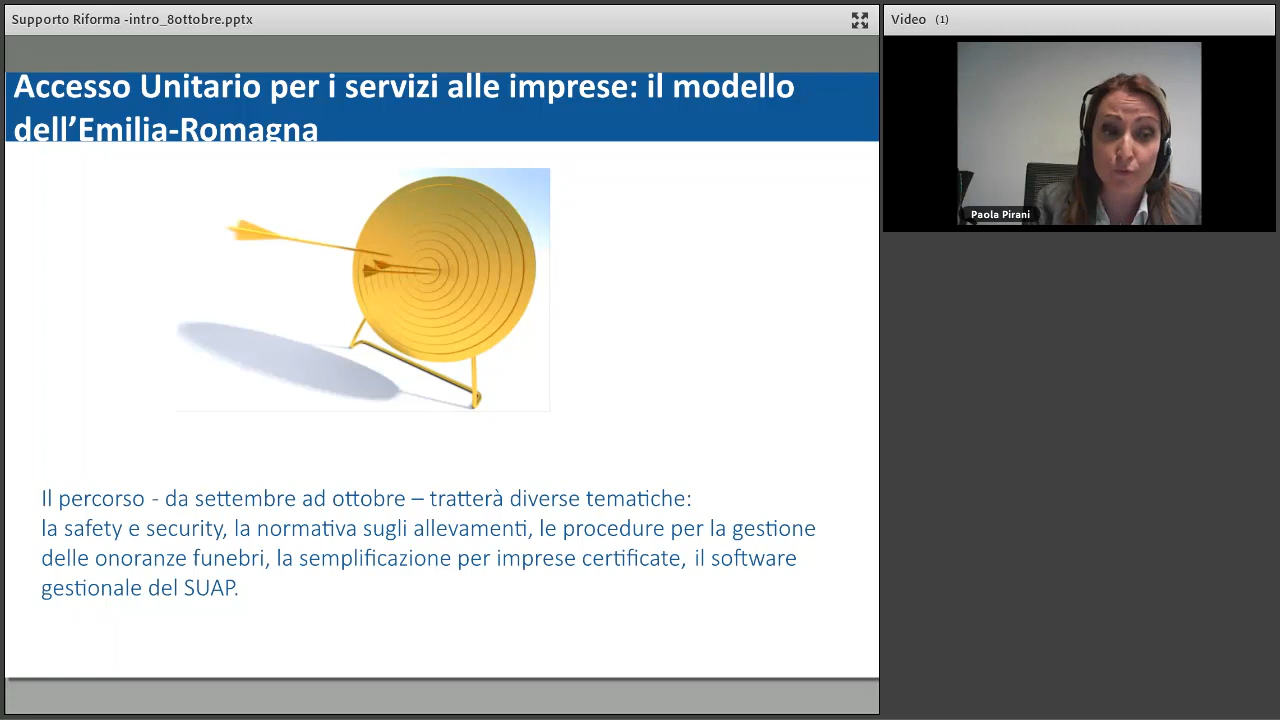 Supporto Riforma -intro_8ottobre.pptx
Video (1)
Accesso Unitario per i servizi alle imprese: il modello
dell’Emilia-Romagna
Paola Pirani
Il percorso - da settembre ad ottobre – tratterà diverse tematiche:
la safety e security, la normativa sugli allevamenti, le procedure per la gestione
delle onoranze funebri, la semplificazione per imprese certificate, il software
gestionale del SUAP.